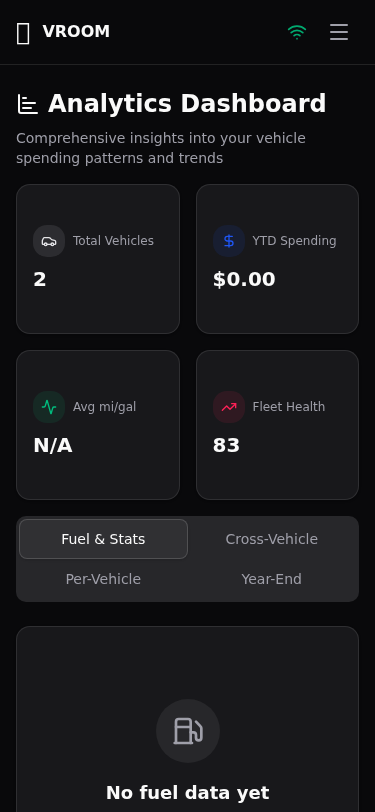 VROOM
Analytics Dashboard
Comprehensive insights into your vehicle
spending patterns and trends
Total Vehicles
2
YTD Spending
$0.00
Avg mi/gal
N/A
Fleet Health
83
Fuel & Stats
Cross-Vehicle
Per-Vehicle
Year-End
No fuel data yet